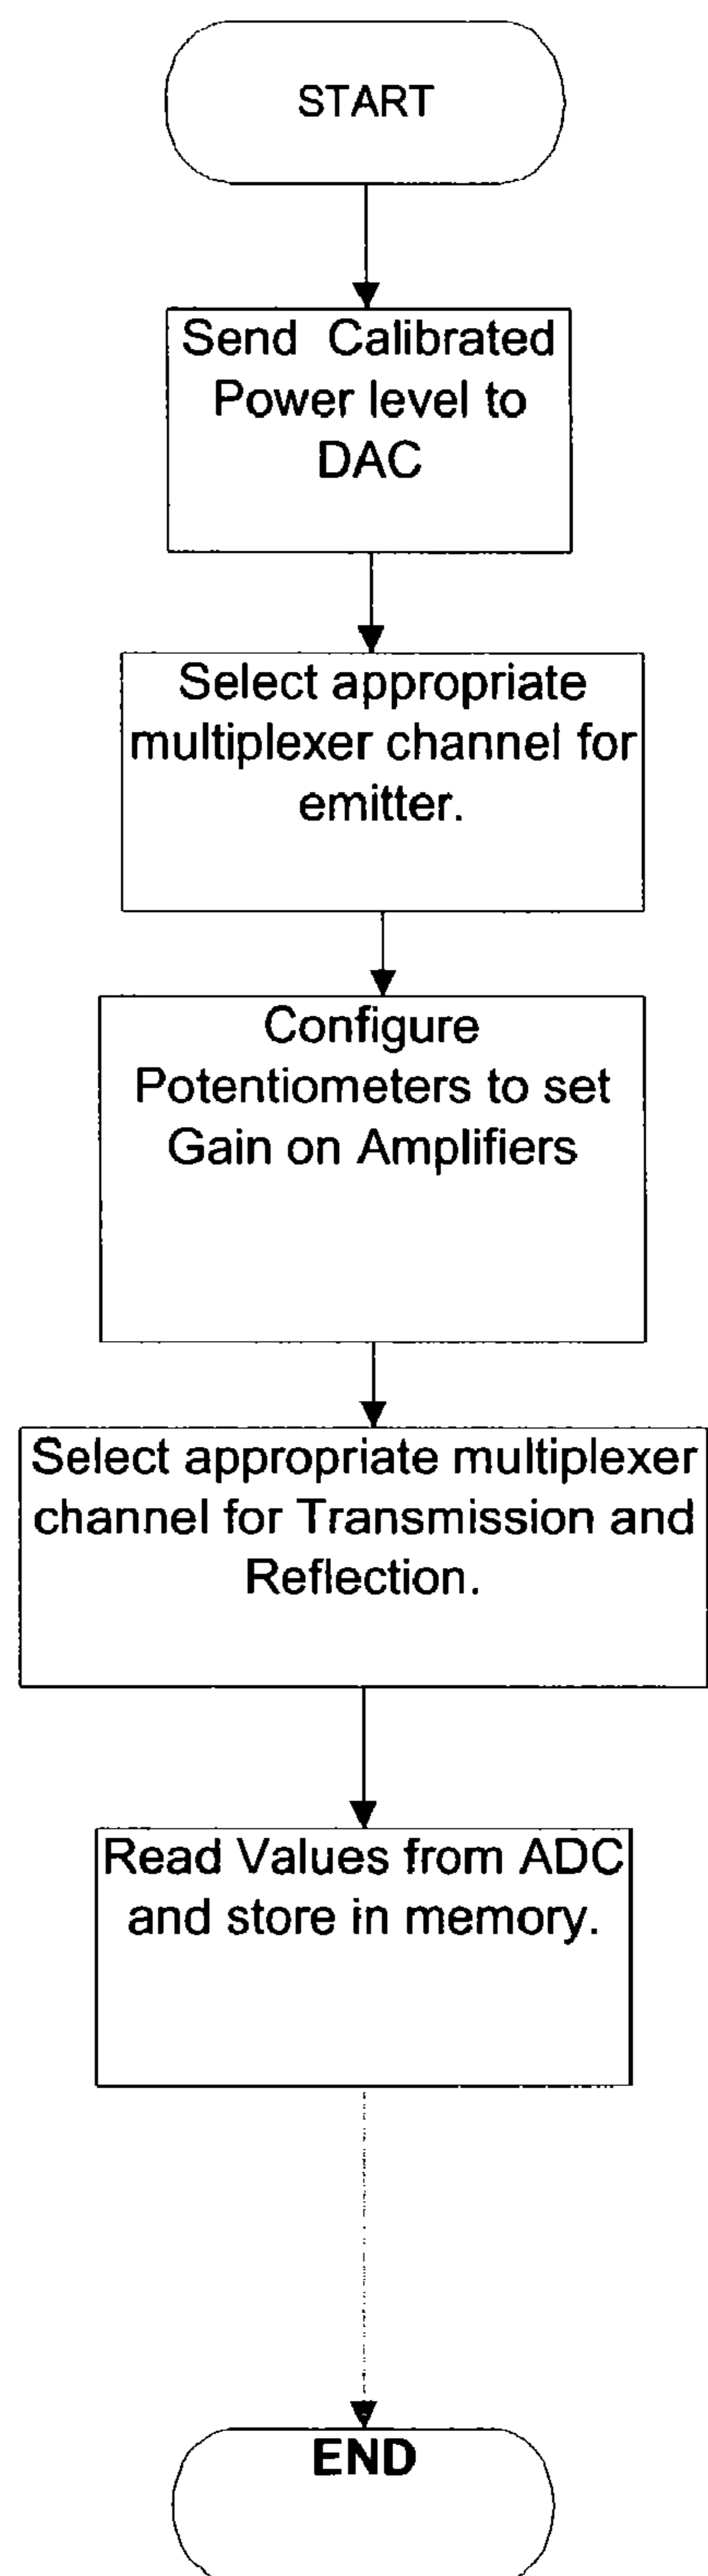 START
Send Calibrated
Power level to
DAC
Select appropriate
multiplexer channel for
emitter.
Configure
Potentiometers to set
Gain on Amplifiers
Select appropriate multiplexer
channel for Transmission and
Reflection.
Read Values from ADC
and store in memory.
END